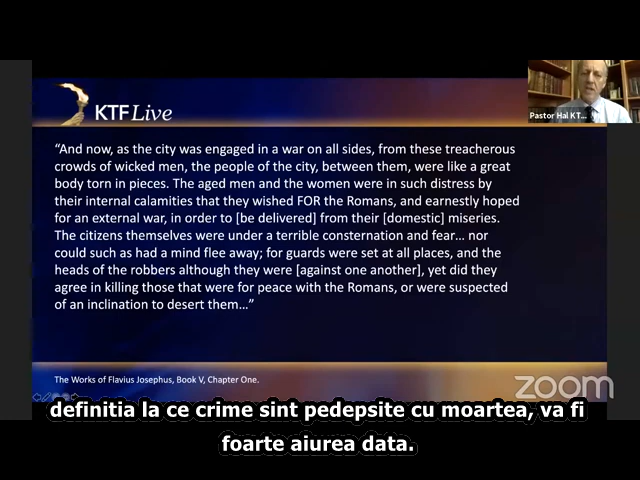 KTF Live
Pastor Hal KT...
“And now, as the city was engaged in a war on all sides, from these treacherous
crowds of wicked men, the people of the city, between them, were like a great
body torn in pieces. The aged men and the women were in such distress by
their internal calamities that they wished FOR the Romans, and earnestly hoped
for an external war, in order to [be delivered] from their [domestic] miseries.
The citizens themselves were under a terrible consternation and fear… nor
could such as had a mind flee away; for guards were set at all places, and the
heads of the robbers although they were [against one another], yet did they
agree in killing those that were for peace with the Romans, or were suspected
of an inclination to desert them…”
The Works of Flavius Josephus, Book V, Chapter One.
zoom
definitia la ce crime sint pedepsite cu moartea, va fi
foarte aiurea data.